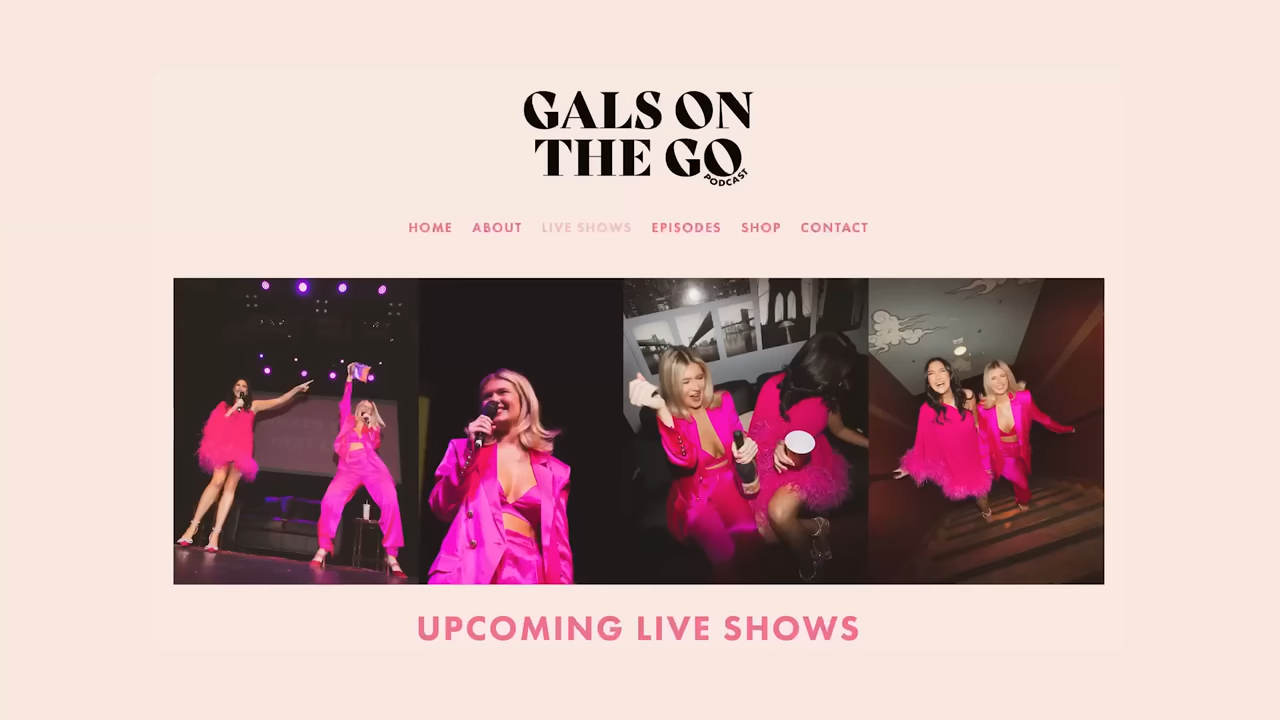 GALS ON
THE GO
PODCAST
HOME ABOUT LIVE SHOWS EPISODES SHOP CONTACT
UPCOMING LIVE SHOWS